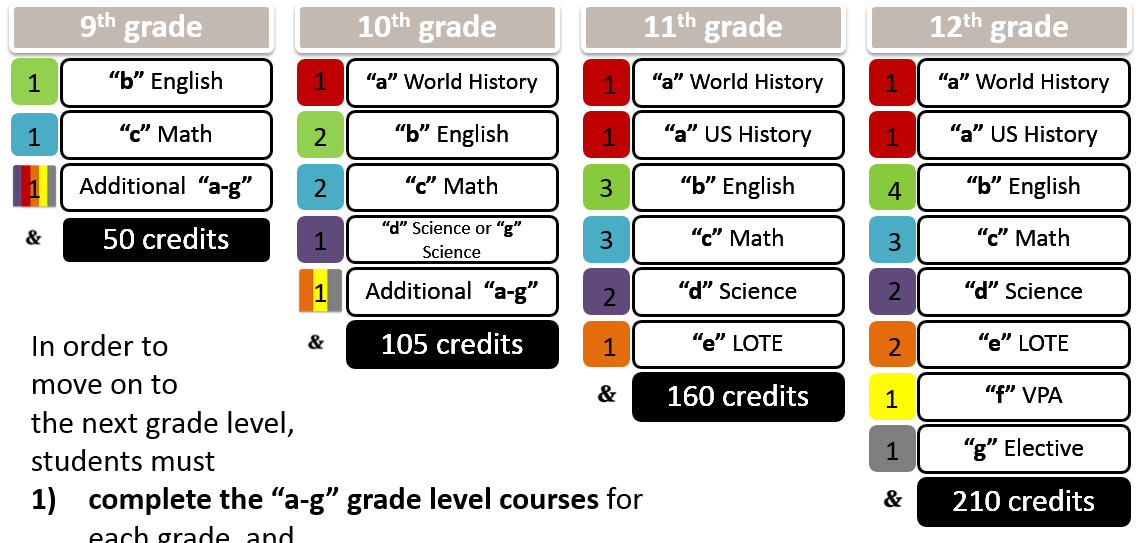 9th grade
1 "b" English
1 "c" Math
1 Additional "a-g"
& 50 credits
10th grade
1 "a" World History
2 "b" English
2 "c" Math
1 "d" Science or "g"
Science
1 Additional "a-g"
& 105 credits
11th grade
1 "a" World History
1 "a" US History
3 "b" English
3 "c" Math
2 "d" Science
1 "e" LOTE
& 160 credits
12th grade
1 "a" World History
1 "a" US History
4 "b" English
3 "c" Math
2 "d" Science
2 "e" LOTE
1 "f" VPA
1 "g" Elective
& 210 credits
In order to
move on to
the next grade level,
students must
1) complete the "a-g" grade level courses for
each grade, and